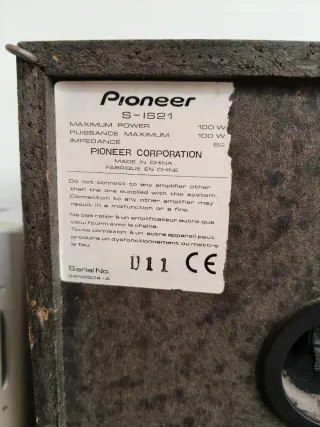 Pioneer
S-IS21
MAXIMUM POWER 100 W
PUISSANCE MAXIMUM 100 W
IMPEDANCE 6Ω
PIONEER CORPORATION
MADE IN CHINA
FABRIQUÉ EN CHINE
Do not connect to any amplifier other
than the one supplied with this system.
Connection to any other amplifier may
result in a malfunction or a fire.
Ne pas relier à un amplificateur autre que
celui fourni avec la chaîne.
Toute connexion à un autre appareil peut
produire un dysfonctionnement ou mettre
le feu.
Serial No. U11 CE